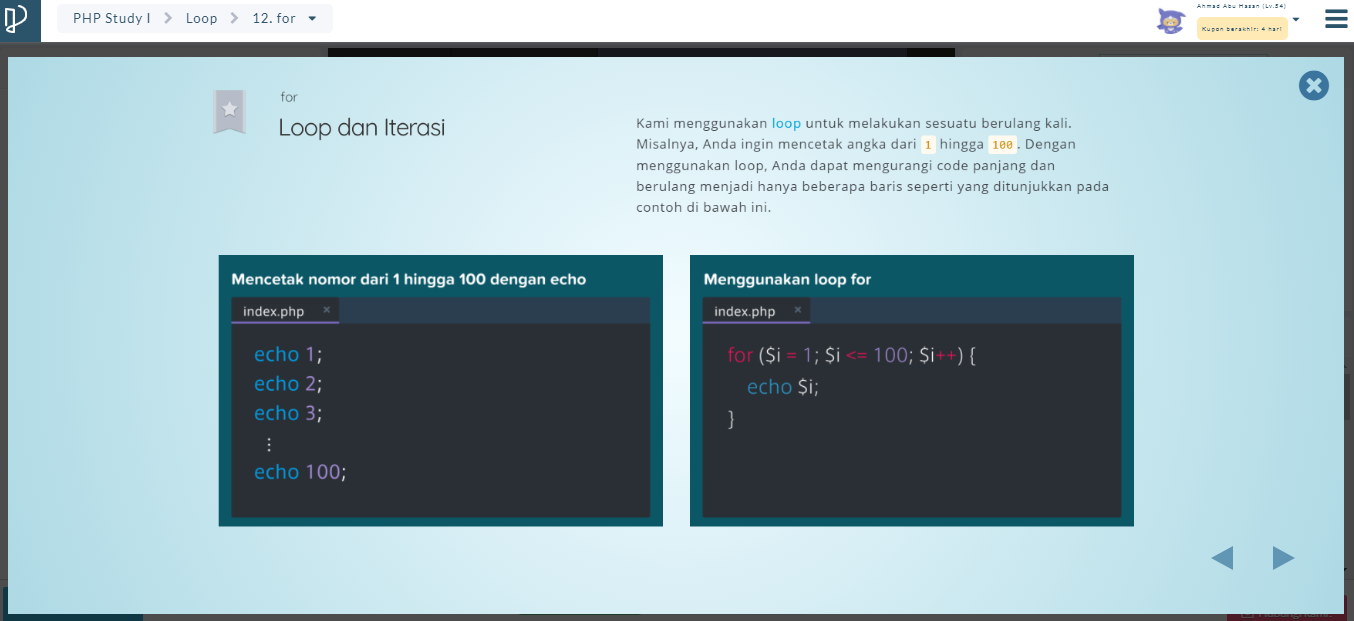 PHP Study I Loop 12. for
Ahmad Abu Hasan (Lv.54)
Kupon berakhir: 4 hari
for
Loop dan Iterasi
Kami menggunakan loop untuk melakukan sesuatu berulang kali.
Misalnya, Anda ingin mencetak angka dari 1 hingga 100. Dengan
menggunakan loop, Anda dapat mengurangi code panjang dan
berulang menjadi hanya beberapa baris seperti yang ditunjukkan pada
contoh di bawah ini.
Mencetak nomor dari 1 hingga 100 dengan echo
index.php ×
echo 1;
echo 2;
echo 3;
⋮
echo 100;
Menggunakan loop for
index.php ×
for ($i = 1; $i <= 100; $i++) {
echo $i;
}